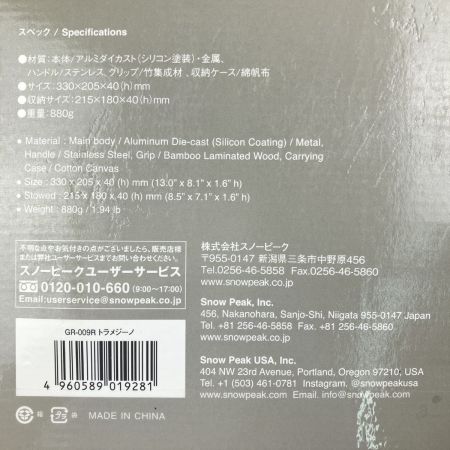 スペック / Specifications
●材質:本体/アルミダイカスト(シリコン塗装)・金属、
ハンドル/ステンレス、グリップ/竹集成材 、収納ケース/綿帆布
●サイズ:330×205×40(h)mm
●収納サイズ:215×180×40(h)mm
●重量:880g
● Material : Main body / Aluminum Die-cast (Silicon Coating) / Metal,
Handle / Stainless Steel, Grip / Bamboo Laminated Wood, Carrying
Case / Cotton Canvas
● Size : 330 x 205 x 40 (h) mm (13.0" x 8.1" x 1.6" h)
● Stowed : 215 x 180 x 40 (h) mm (8.5" x 7.1" x 1.6" h)
● Weight : 880g / 1.94 lb
不明な点やお気付きの点がございましたら、販売店様
または弊社ユーザーサービスまでお問い合わせください。
スノーピークユーザーサービス
0120-010-660 (9:00〜17:00)
Email:userservice@snowpeak.co.jp
GR-009R トラメジーノ
4 960589 019281
箱 袋 MADE IN CHINA
株式会社スノーピーク
〒955-0147 新潟県三条市中野原456
Tel.0256-46-5858 Fax.0256-46-5860
www.snowpeak.co.jp
Snow Peak, Inc.
456, Nakanohara, Sanjo-Shi, Niigata 955-0147 Japan
Tel. +81 256-46-5858 Fax. +81 256-46-5860
www.snowpeak.co.jp
Snow Peak USA, Inc.
404 NW 23rd Avenue, Portland, Oregon, 97210, USA
Tel. +1 (503) 461-0781 Instagram. @snowpeakusa
www.snowpeak.com Email. info@snowpeak.com